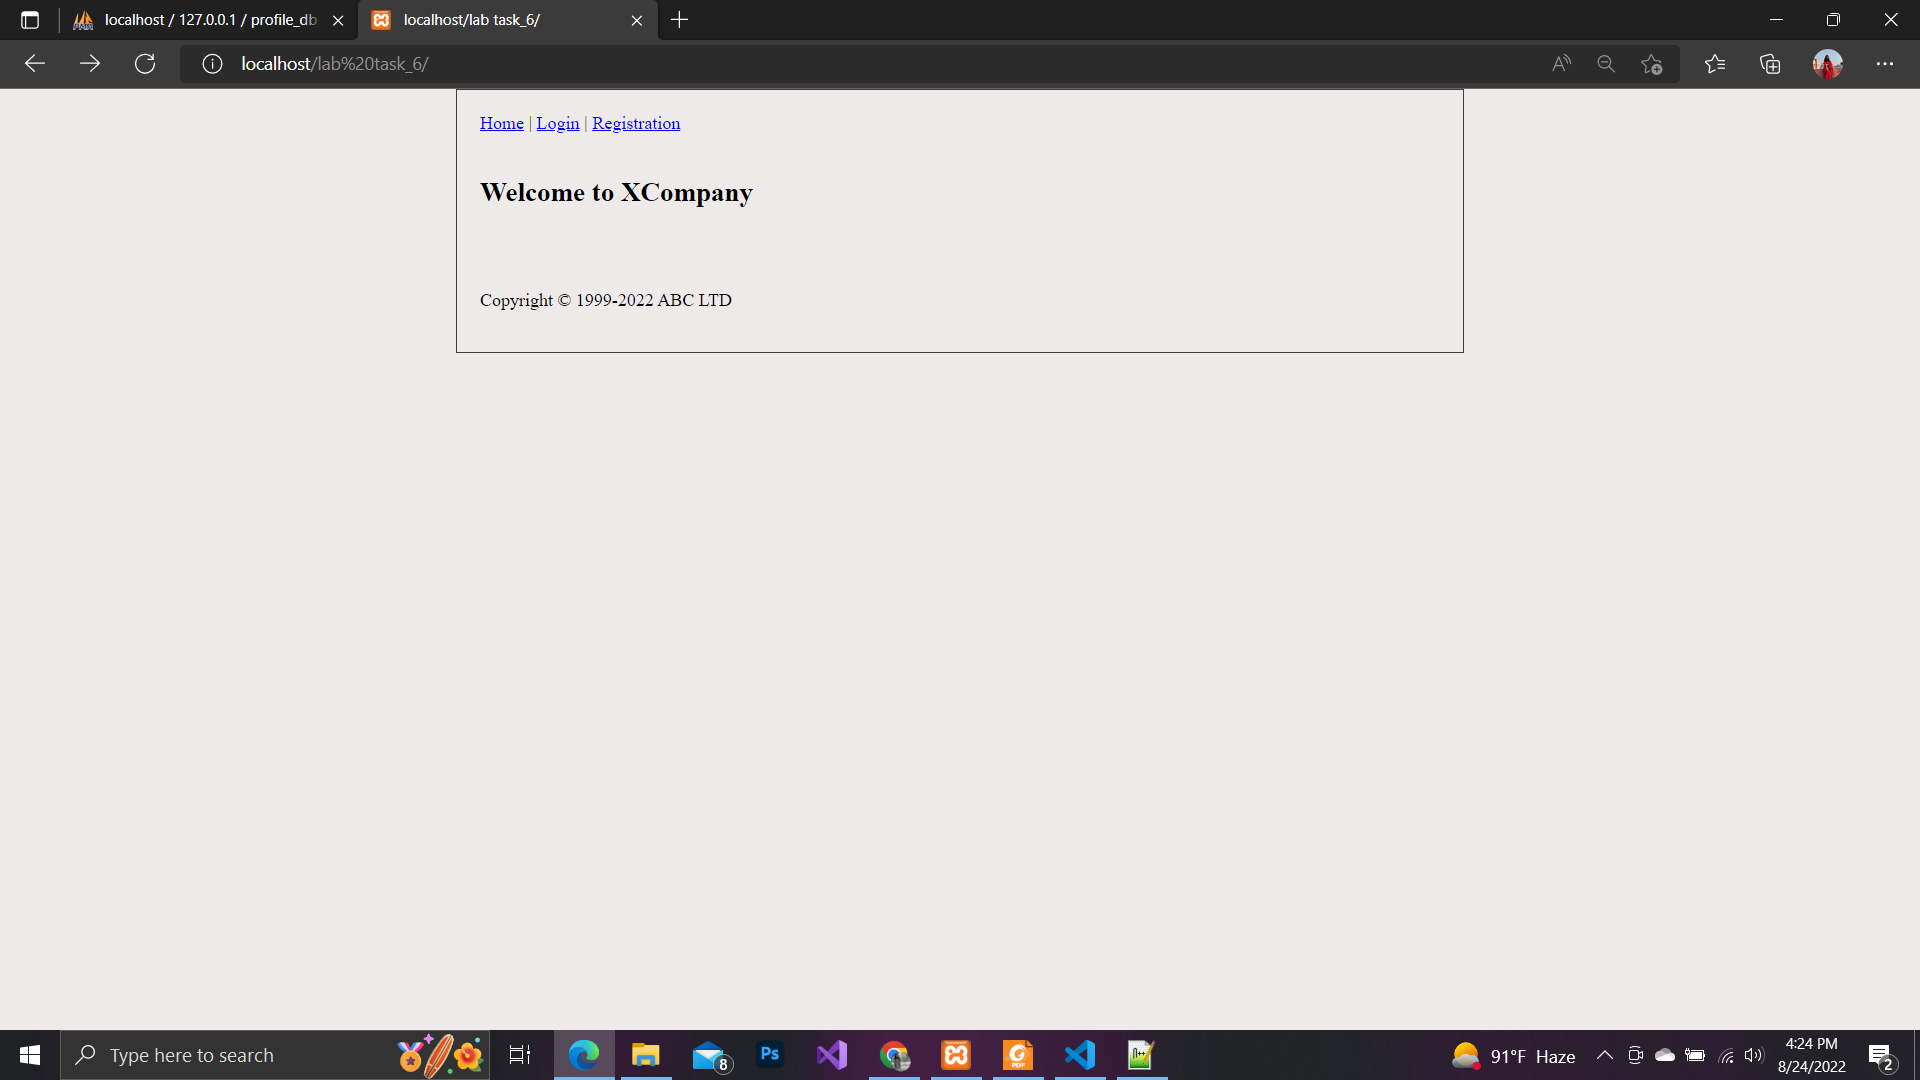 localhost / 127.0.0.1 / profile_db
localhost/lab task_6/
localhost/lab%20task_6/
Home | Login | Registration
Welcome to XCompany
Copyright © 1999-2022 ABC LTD
Type here to search
8
Ps
PDF
n++
91°F Haze
4:24 PM
8/24/2022
2